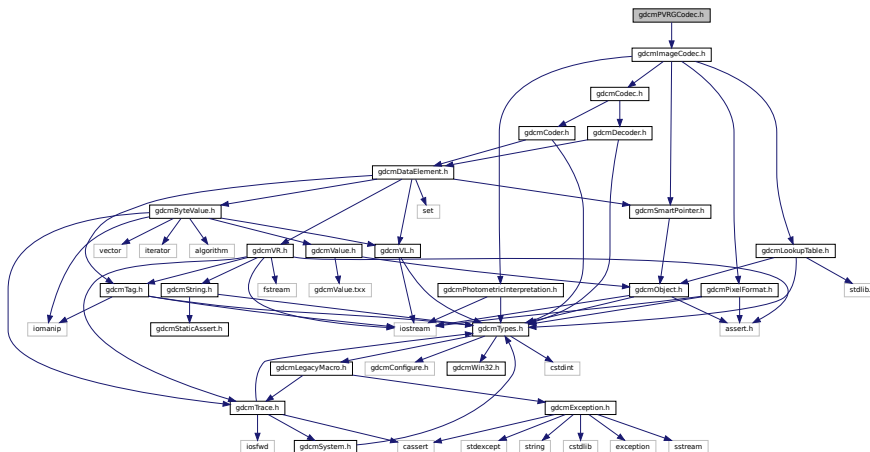 gdcmPVRGCodec.h
gdcmImageCodec.h
gdcmCodec.h
gdcmCoder.h
gdcmDecoder.h
gdcmDataElement.h
gdcmByteValue.h
set
gdcmSmartPointer.h
vector
iterator
algorithm
gdcmVR.h
gdcmValue.h
gdcmVL.h
gdcmLookupTable.h
gdcmTag.h
gdcmString.h
fstream
gdcmValue.txx
gdcmPhotometricInterpretation.h
gdcmObject.h
gdcmPixelFormat.h
stdlib.
iomanip
gdcmStaticAssert.h
iostream
gdcmTypes.h
assert.h
gdcmLegacyMacro.h
gdcmConfigure.h
gdcmWin32.h
cstdint
gdcmTrace.h
gdcmException.h
iosfwd
gdcmSystem.h
cassert
stdexcept
string
cstdlib
exception
sstream